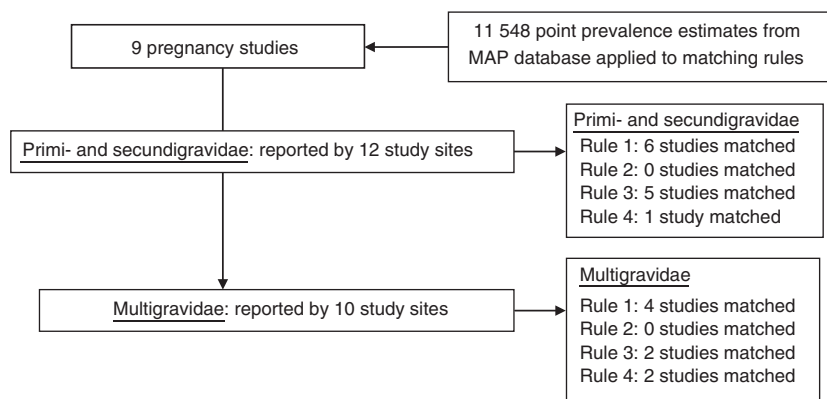 9 pregnancy studies
11 548 point prevalence estimates from
MAP database applied to matching rules
Primi- and secundigravidae: reported by 12 study sites
Primi- and secundigravidae
Rule 1: 6 studies matched
Rule 2: 0 studies matched
Rule 3: 5 studies matched
Rule 4: 1 study matched
Multigravidae: reported by 10 study sites
Multigravidae
Rule 1: 4 studies matched
Rule 2: 0 studies matched
Rule 3: 2 studies matched
Rule 4: 2 studies matched